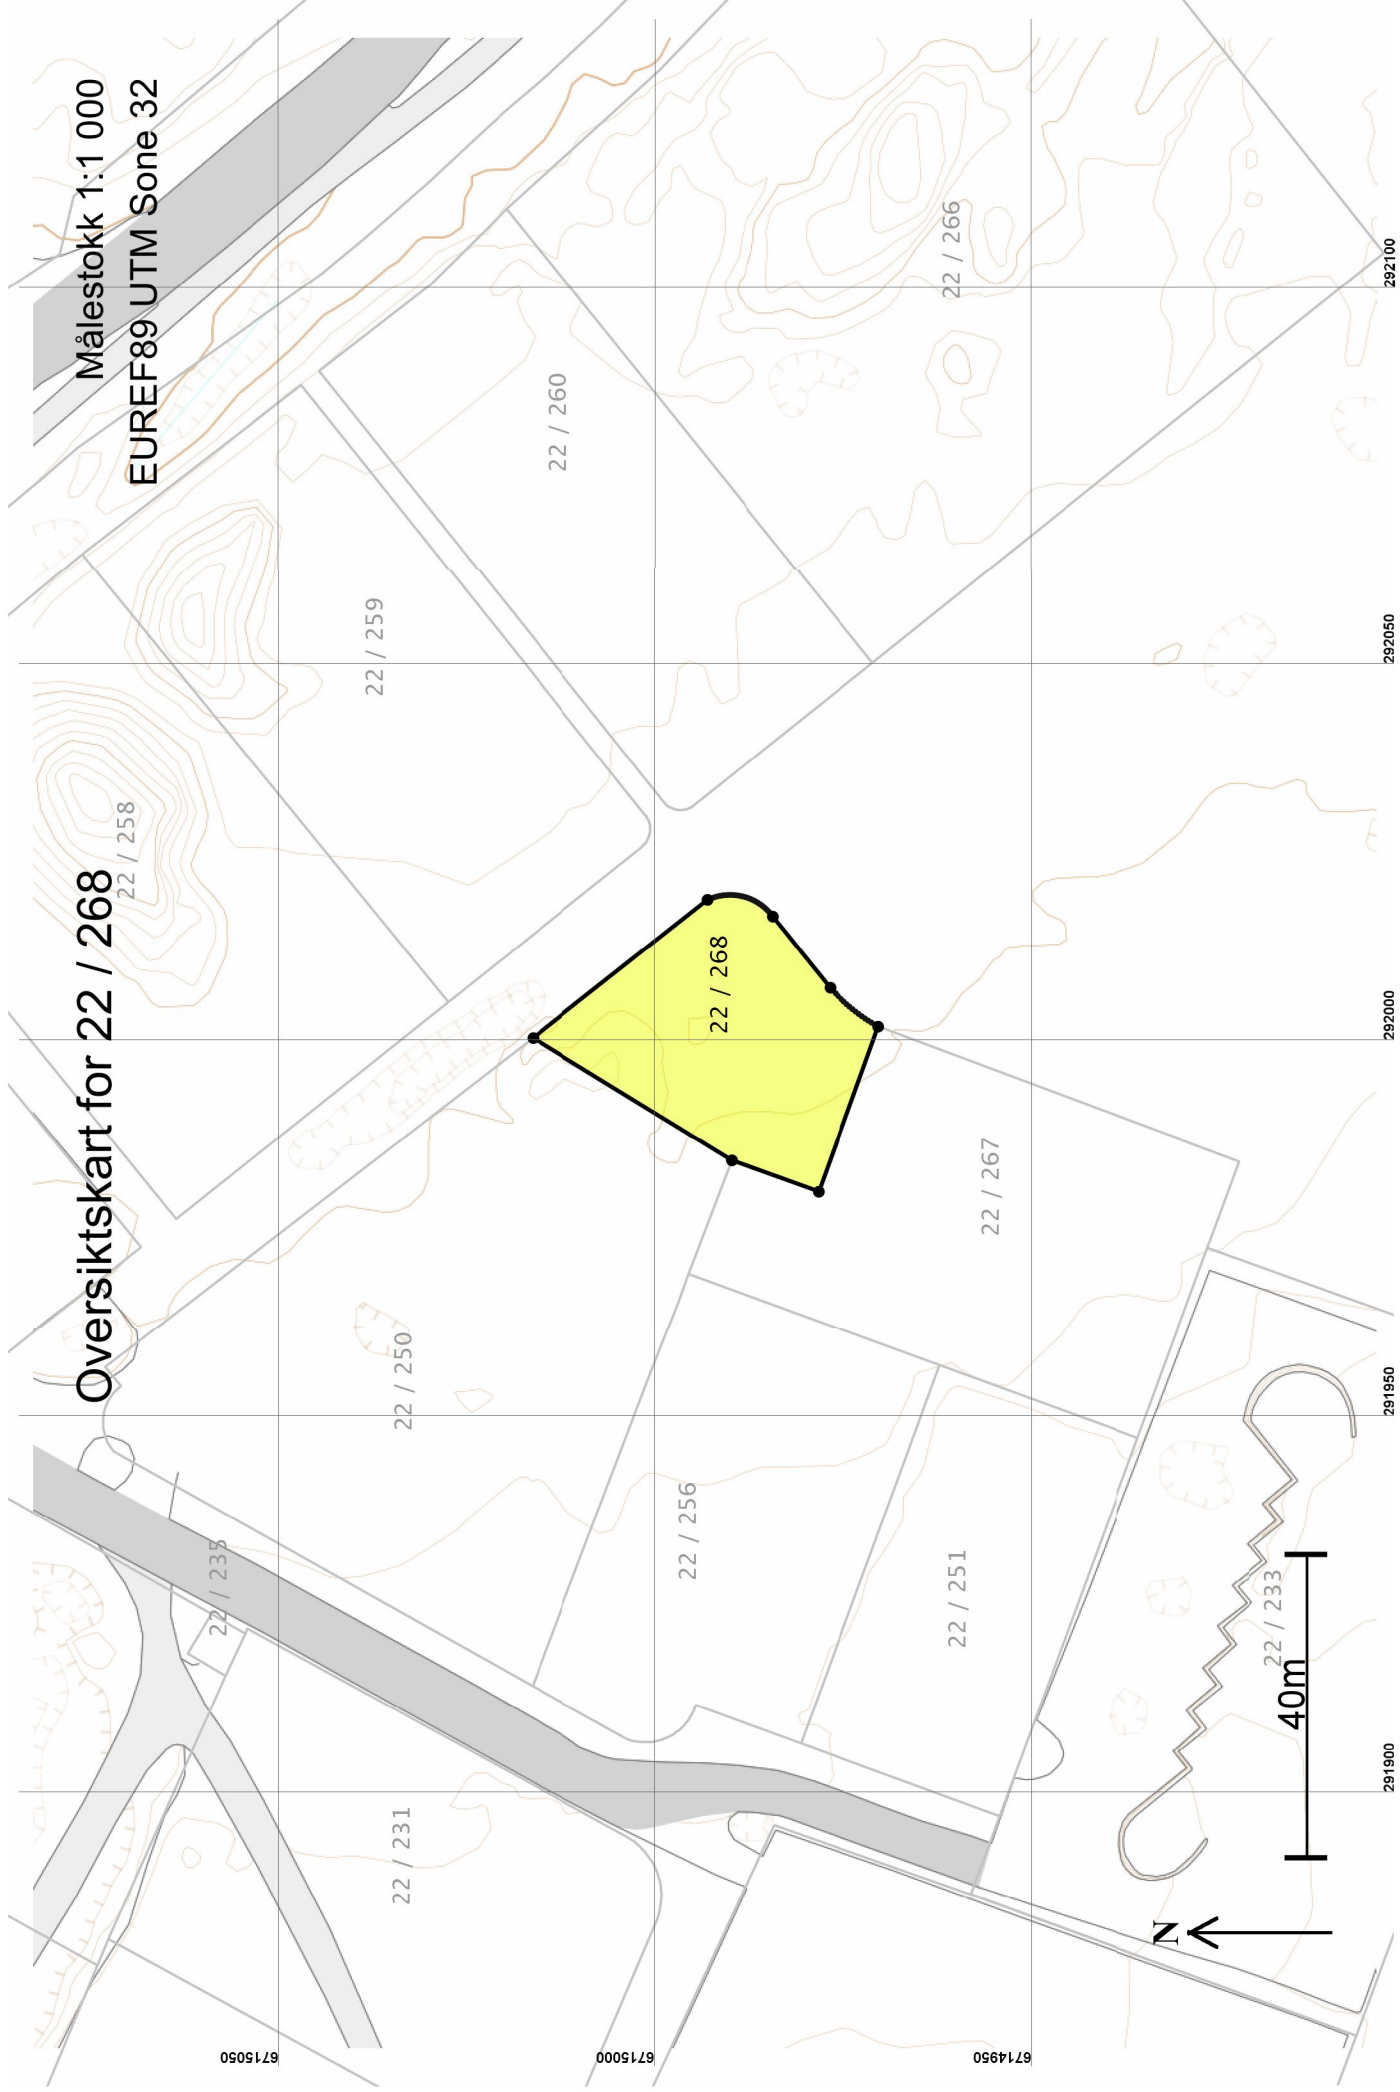 Oversiktskart for 22 / 268
Målestokk 1:1 000
EUREF89 UTM Sone 32
22 / 258
22 / 259
22 / 260
22 / 266
22 / 268
22 / 267
22 / 250
22 / 256
22 / 251
22 / 235
22 / 231
22 / 233
40m
N
6715050
6715000
6714950
291900
291950
292000
292050
292100